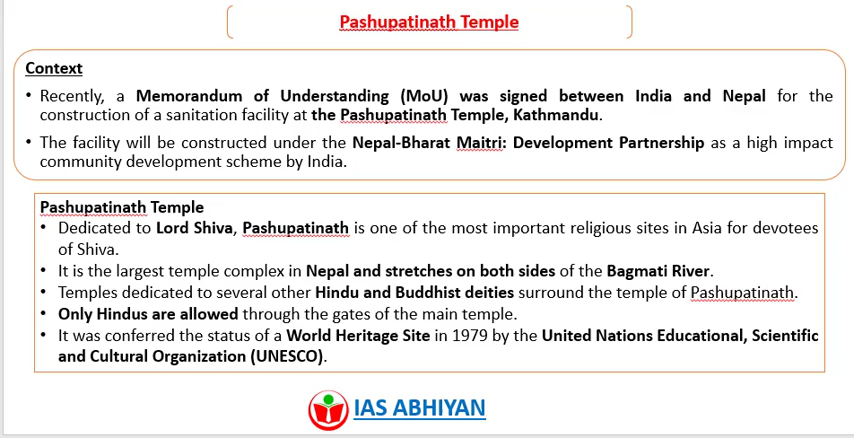 Pashupatinath Temple
Context
• Recently, a Memorandum of Understanding (MoU) was signed between India and Nepal for the
construction of a sanitation facility at the Pashupatinath Temple, Kathmandu.
• The facility will be constructed under the Nepal-Bharat Maitri: Development Partnership as a high impact
community development scheme by India.
Pashupatinath Temple
• Dedicated to Lord Shiva, Pashupatinath is one of the most important religious sites in Asia for devotees
of Shiva.
• It is the largest temple complex in Nepal and stretches on both sides of the Bagmati River.
• Temples dedicated to several other Hindu and Buddhist deities surround the temple of Pashupatinath.
• Only Hindus are allowed through the gates of the main temple.
• It was conferred the status of a World Heritage Site in 1979 by the United Nations Educational, Scientific
and Cultural Organization (UNESCO).
IAS ABHIYAN